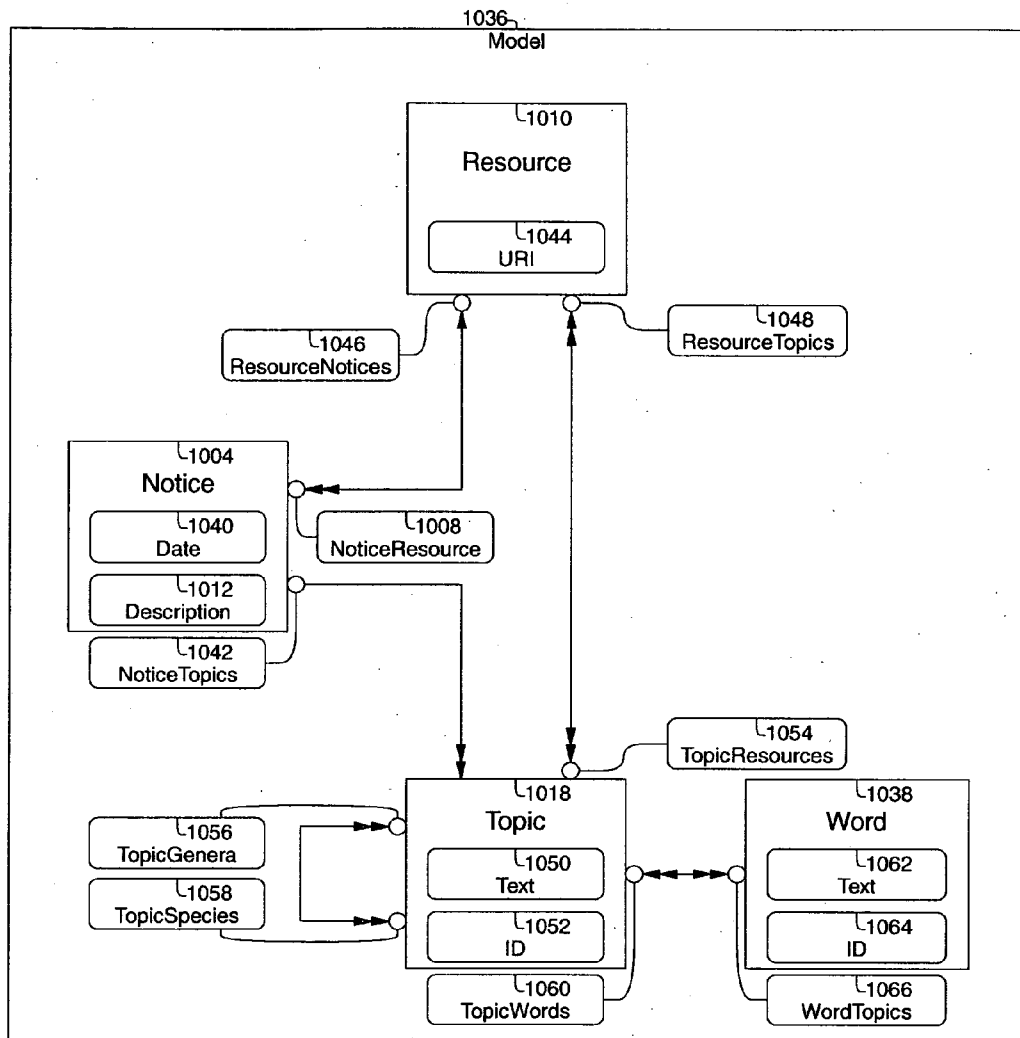 1036
Model
1010
Resource
1044
URI
1046
ResourceNotices
1048
ResourceTopics
1004
Notice
1040
Date
1008
NoticeResource
1012
Description
1042
NoticeTopics
1054
TopicResources
1018
Topic
1038
Word
1056
TopicGenera
1050
Text
1062
Text
1058
TopicSpecies
1052
ID
1064
ID
1060
TopicWords
1066
WordTopics